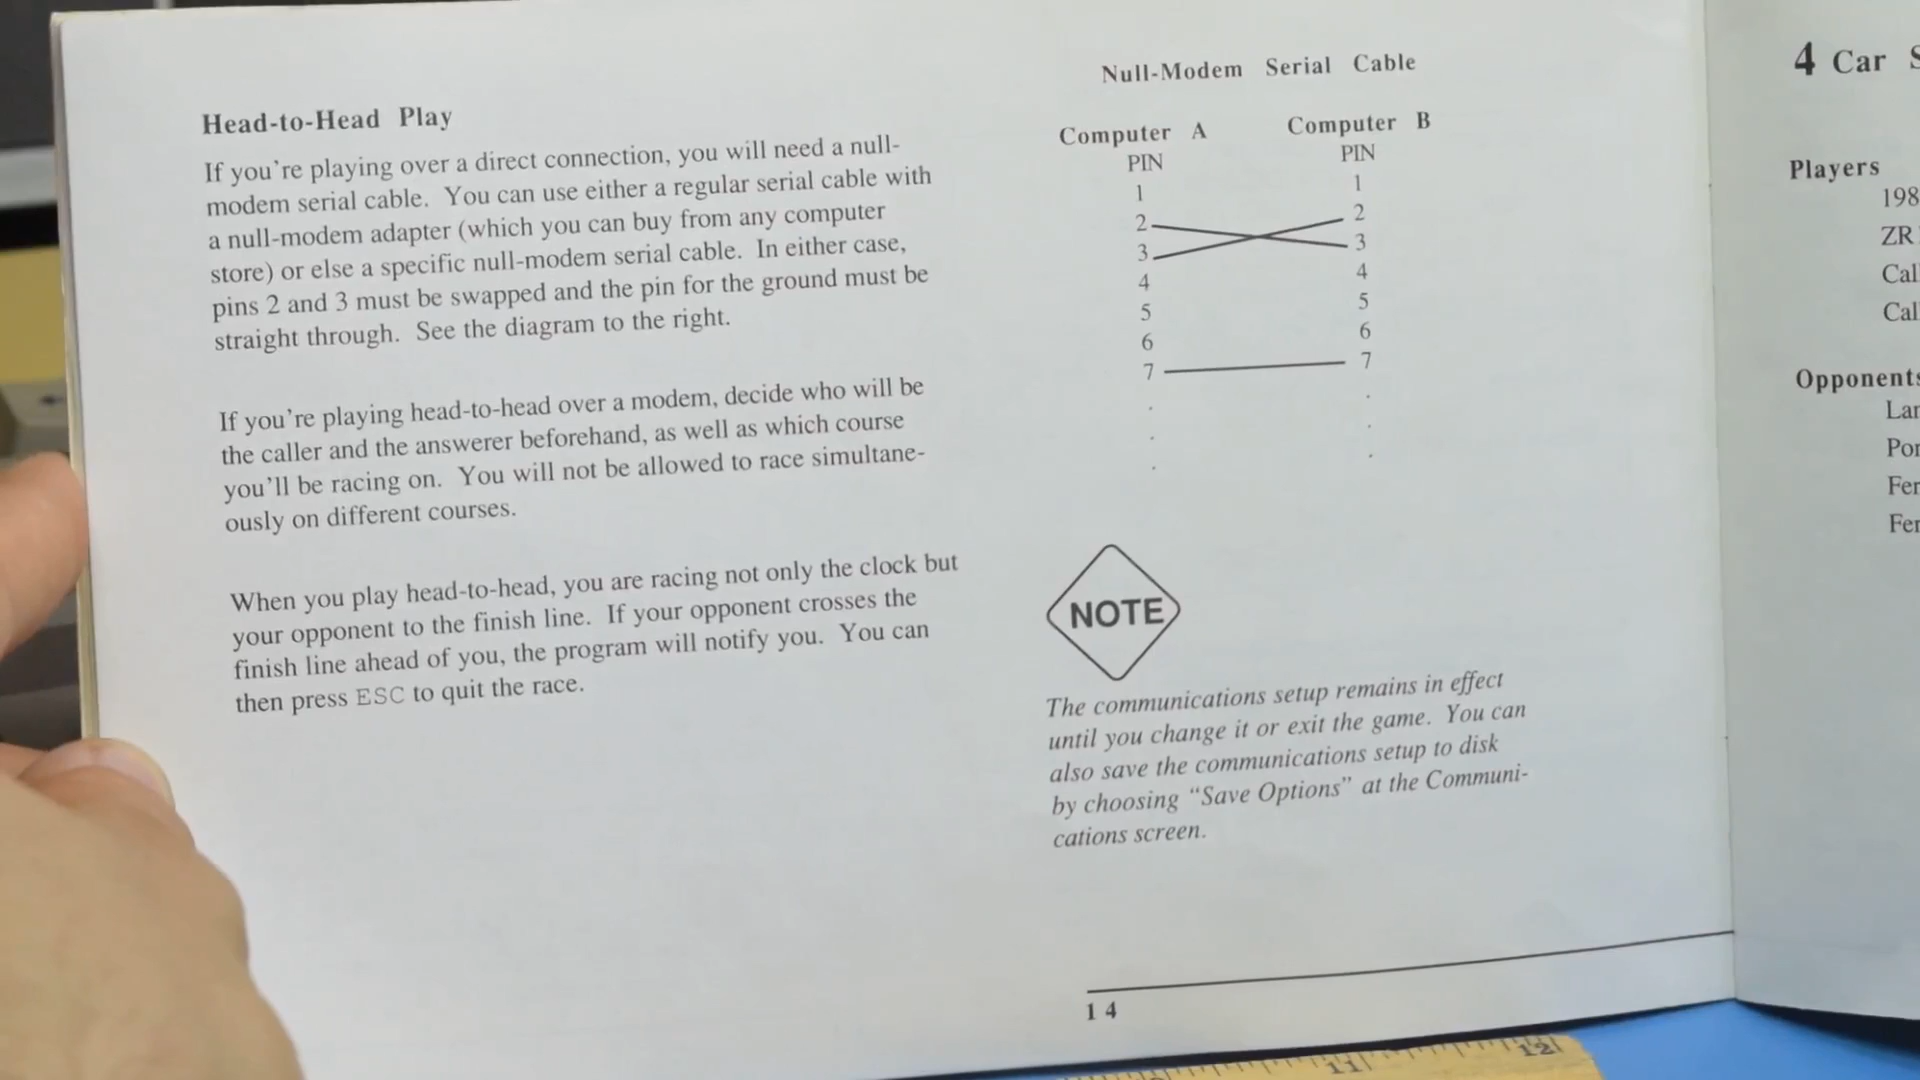 Head-to-Head Play
If you're playing over a direct connection, you will need a null-
modem serial cable. You can use either a regular serial cable with
a null-modem adapter (which you can buy from any computer
store) or else a specific null-modem serial cable. In either case,
pins 2 and 3 must be swapped and the pin for the ground must be
straight through. See the diagram to the right.
If you're playing head-to-head over a modem, decide who will be
the caller and the answerer beforehand, as well as which course
you'll be racing on. You will not be allowed to race simultane-
ously on different courses.
When you play head-to-head, you are racing not only the clock but
your opponent to the finish line. If your opponent crosses the
finish line ahead of you, the program will notify you. You can
then press ESC to quit the race.
Null-Modem Serial Cable
Computer A Computer B
PIN PIN
1 1
2 2
3 3
4 4
5 5
6 6
7 7
. .
. .
. .
NOTE
The communications setup remains in effect
until you change it or exit the game. You can
also save the communications setup to disk
by choosing "Save Options" at the Communi-
cations screen.
14
4 Car
Players
198
ZR
Opponents
11 12